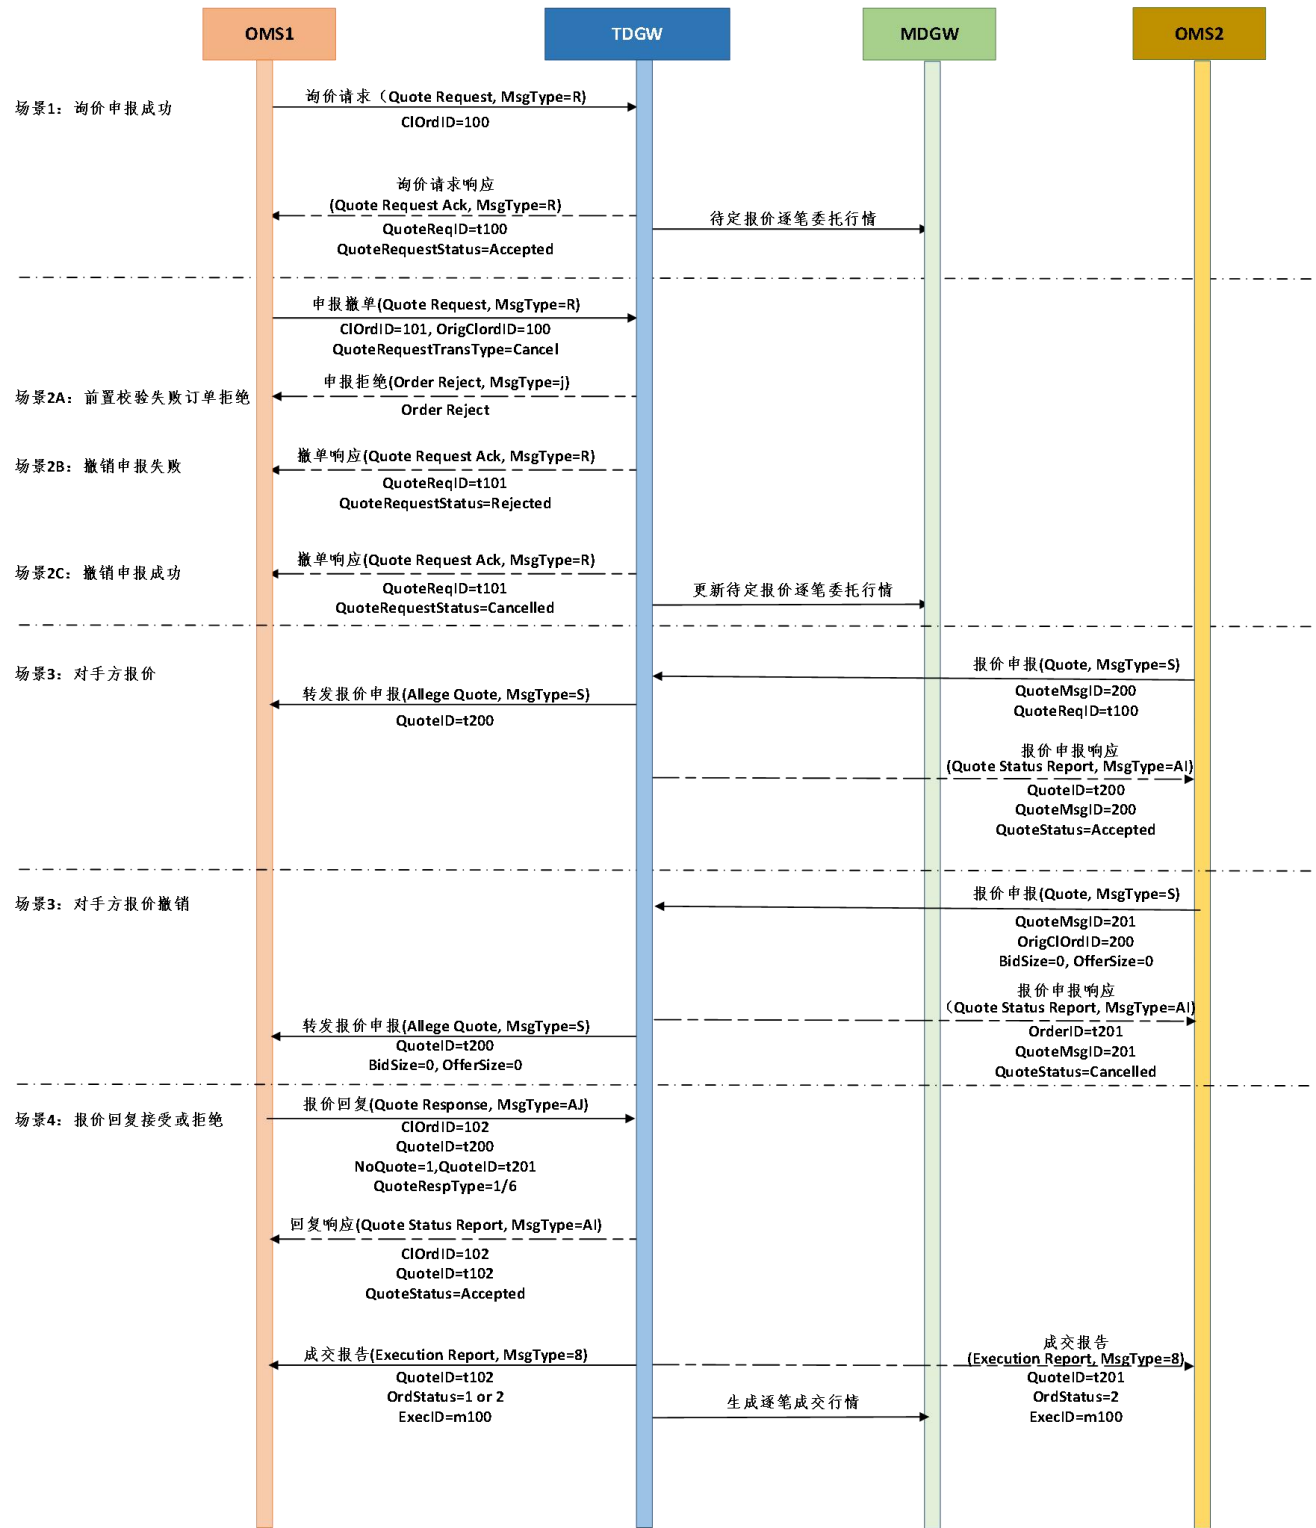 OMS1
TDGW
MDGW
OMS2
场景1：询价申报成功
询价请求（Quote Request, MsgType=R)
ClOrdID=100
询价请求响应
(Quote Request Ack, MsgType=R)
QuoteReqID=t100
QuoteRequestStatus=Accepted
待定报价逐笔委托行情
申报撤单(Quote Request, MsgType=R)
ClOrdID=101, OrigClordID=100
QuoteRequestTransType=Cancel
场景2A：前置校验失败订单拒绝
申报拒绝(Order Reject, MsgType=j)
Order Reject
场景2B：撤销申报失败
撤单响应(Quote Request Ack, MsgType=R)
QuoteReqID=t101
QuoteRequestStatus=Rejected
场景2C：撤销申报成功
撤单响应(Quote Request Ack, MsgType=R)
QuoteReqID=t101
QuoteRequestStatus=Cancelled
更新待定报价逐笔委托行情
场景3：对手方报价
报价申报(Quote, MsgType=S)
QuoteMsgID=200
QuoteReqID=t100
转发报价申报(Allege Quote, MsgType=S)
QuoteID=t200
报价申报响应
(Quote Status Report, MsgType=AI)
QuoteID=t200
QuoteMsgID=200
QuoteStatus=Accepted
场景3：对手方报价撤销
报价申报(Quote, MsgType=S)
QuoteMsgID=201
OrigClOrdID=200
BidSize=0, OfferSize=0
报价申报响应
（Quote Status Report, MsgType=AI)
OrderID=t201
QuoteMsgID=201
QuoteStatus=Cancelled
转发报价申报(Allege Quote, MsgType=S)
QuoteID=t200
BidSize=0, OfferSize=0
场景4：报价回复接受或拒绝
报价回复(Quote Response, MsgType=AJ)
ClOrdID=102
QuoteID=t200
NoQuote=1,QuoteID=t201
QuoteRespType=1/6
回复响应(Quote Status Report, MsgType=AI)
ClOrdID=102
QuoteID=t102
QuoteStatus=Accepted
成交报告(Execution Report, MsgType=8)
QuoteID=t102
OrdStatus=1 or 2
ExecID=m100
生成逐笔成交行情
成交报告
(Execution Report, MsgType=8)
QuoteID=t201
OrdStatus=2
ExecID=m100